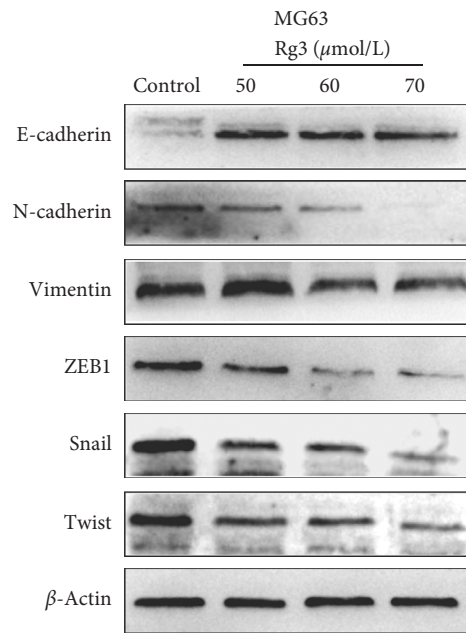 MG63
Rg3 (μmol/L)
Control 50 60 70
E-cadherin
N-cadherin
Vimentin
ZEB1
Snail
Twist
β-Actin